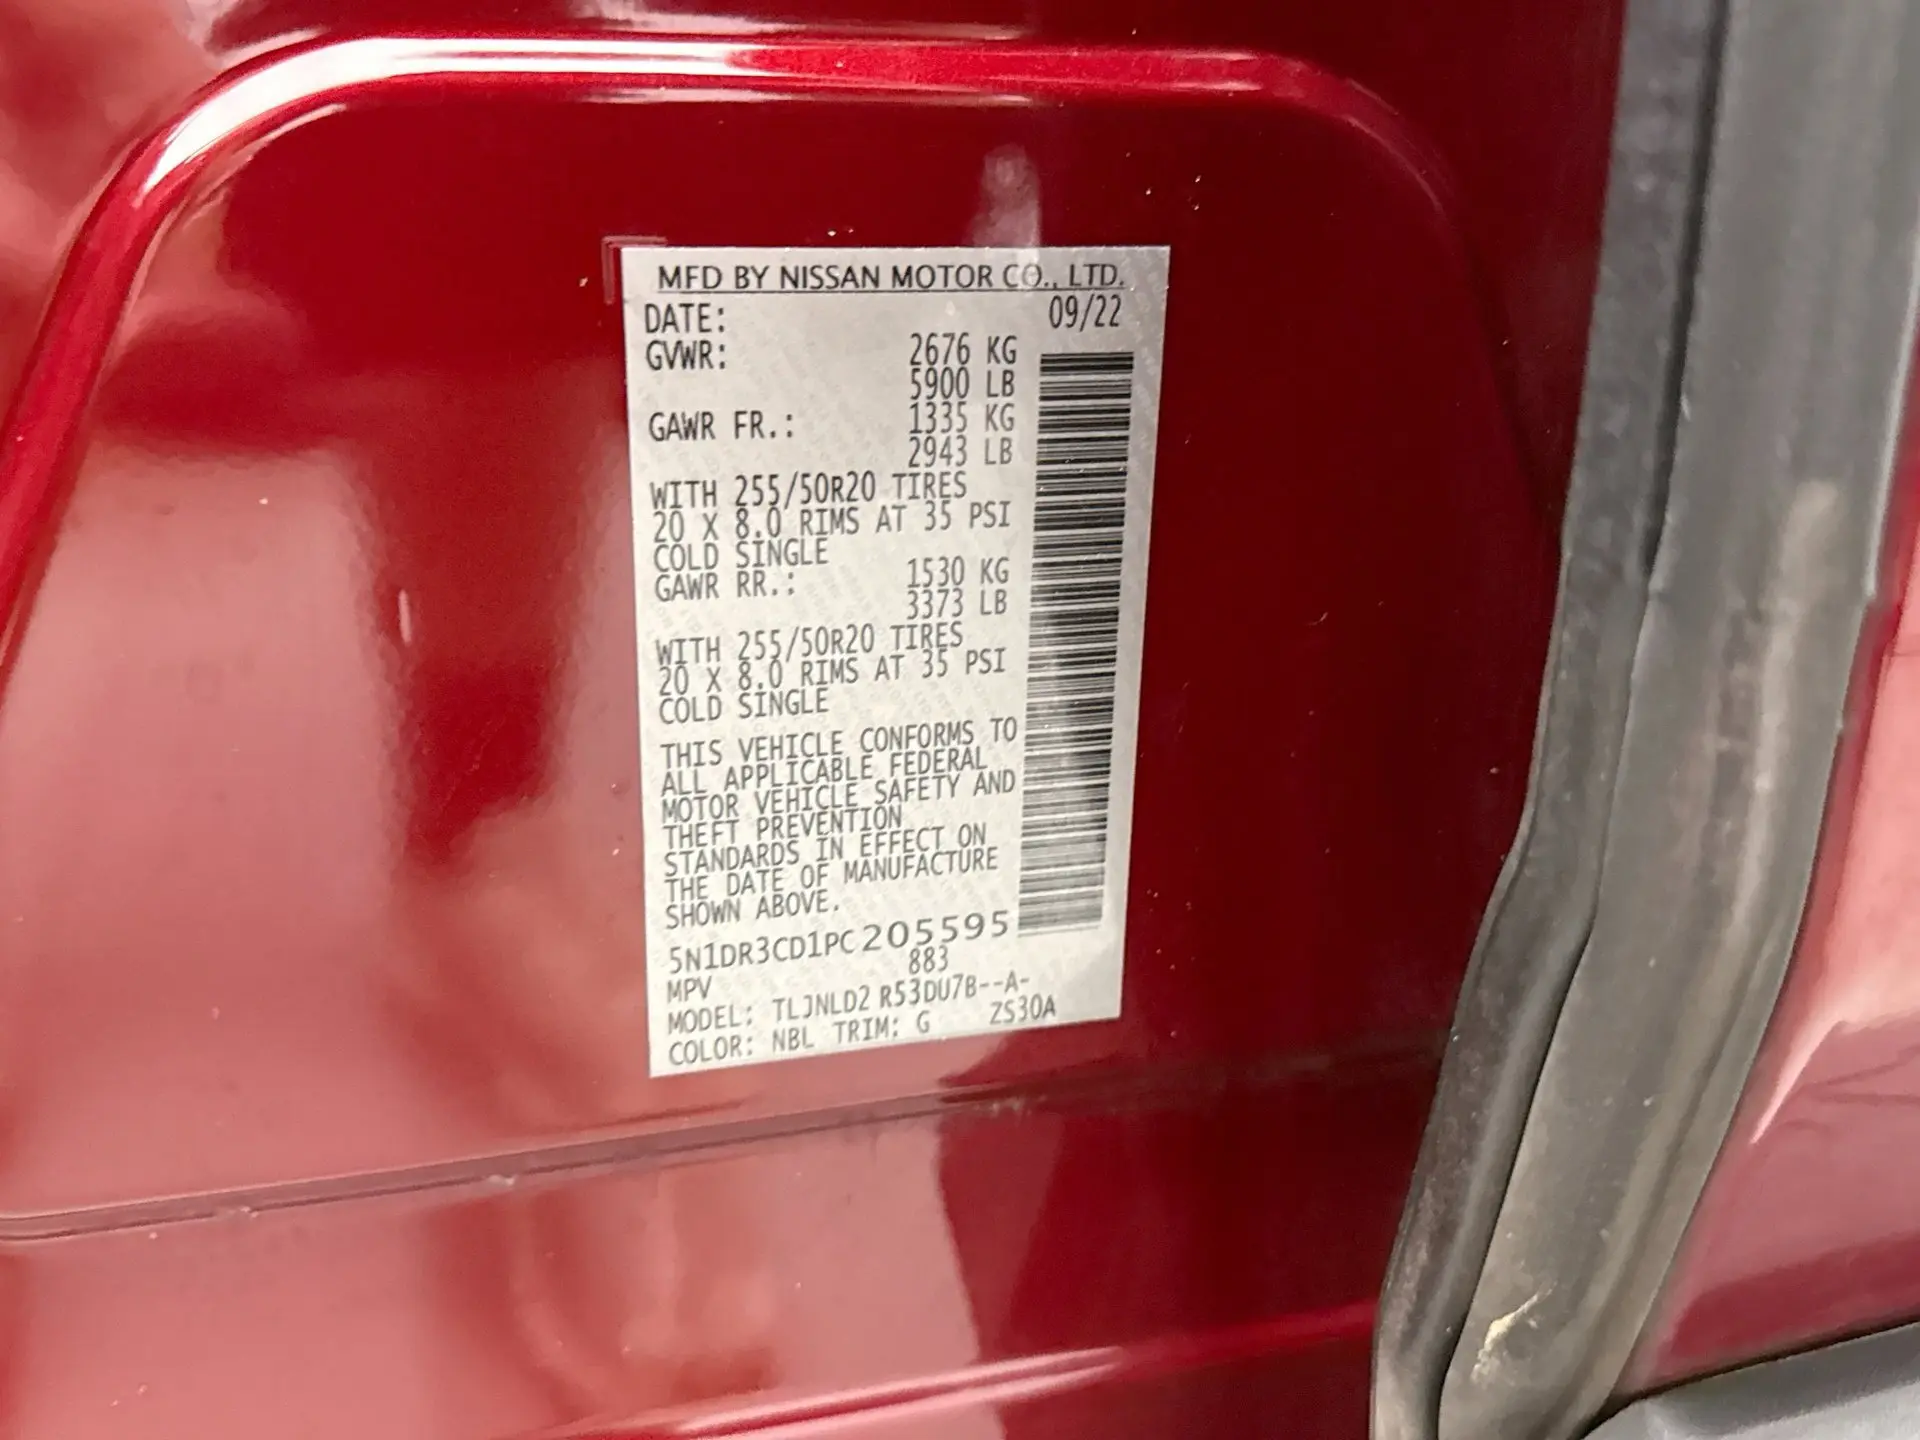 MFD BY NISSAN MOTOR CO., LTD.
DATE: 09/22
GVWR: 2676 KG
5900 LB
GAWR FR.: 1335 KG
2943 LB
WITH 255/50R20 TIRES
20 X 8.0 RIMS AT 35 PSI
COLD SINGLE
GAWR RR.: 1530 KG
3373 LB
WITH 255/50R20 TIRES
20 X 8.0 RIMS AT 35 PSI
COLD SINGLE
THIS VEHICLE CONFORMS TO
ALL APPLICABLE FEDERAL
MOTOR VEHICLE SAFETY AND
THEFT PREVENTION
STANDARDS IN EFFECT ON
THE DATE OF MANUFACTURE
SHOWN ABOVE.
5N1DR3CD1PC205595
883
MPV
MODEL: TLJNLD2 R53DU7B--A-
COLOR: NBL TRIM: G ZS30A